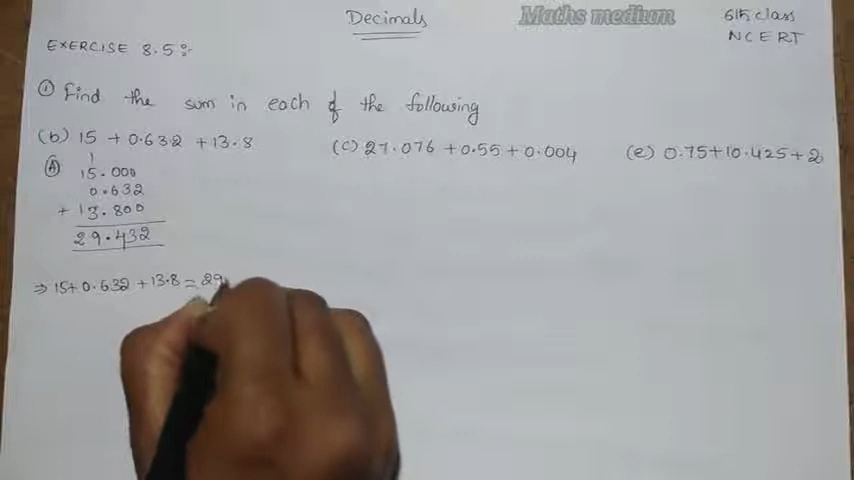 Decimals
Maths medium
6th class
NCERT
EXERCISE 8.5:-
① Find the sum in each of the following
(b) 15 + 0.632 + 13.8
(c) 27.076 + 0.55 + 0.004
(e) 0.75+10.425+2
Ⓐ
1
15.000
0.632
+ 13.800
29.432
⇒ 15+0.632+13.8=29